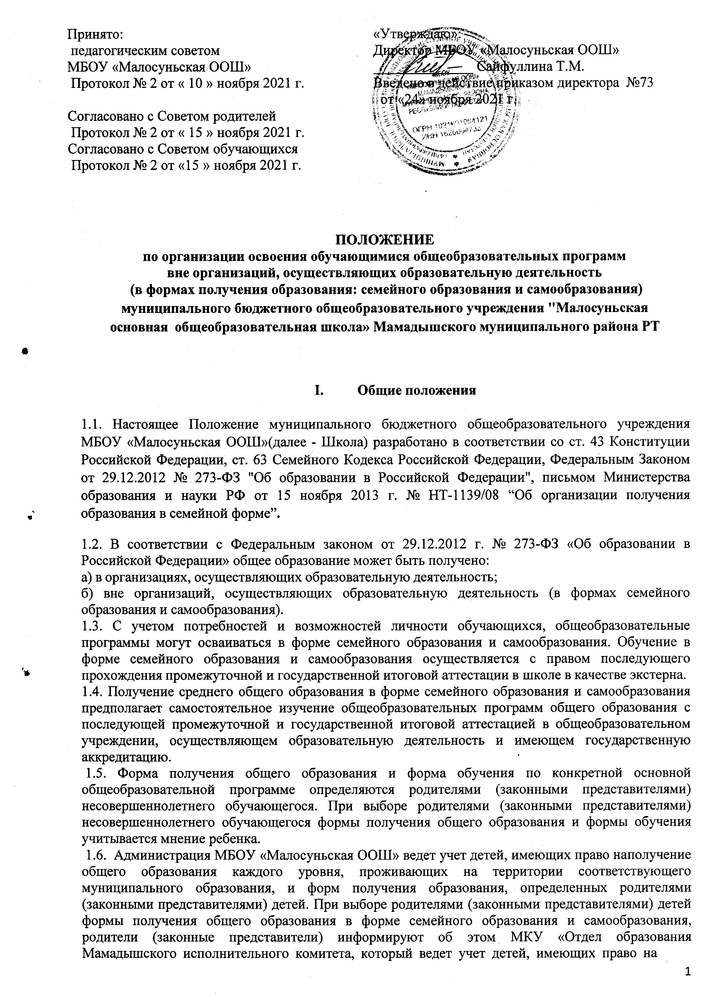 Принято:
педагогическим советом
МБОУ «Малосуньская ООШ»
Протокол № 2 от « 10 » ноября 2021 г.
Согласовано с Советом родителей
Протокол № 2 от « 15 » ноября 2021 г.
Согласовано с Советом обучающихся
Протокол № 2 от «15 » ноября 2021 г.
«Утверждаю»:
Директор МБОУ «Малосуньская ООШ»
Сайфуллина Т.М.
Введено в действие приказом директора №73
от «24» ноября 2021 г.
ПОЛОЖЕНИЕ
по организации освоения обучающимися общеобразовательных программ
вне организаций, осуществляющих образовательную деятельность
(в формах получения образования: семейного образования и самообразования)
муниципального бюджетного общеобразовательного учреждения "Малосуньская
основная общеобразовательная школа» Мамадышского муниципального района РТ
I. Общие положения
1.1. Настоящее Положение муниципального бюджетного общеобразовательного учреждения
МБОУ «Малосуньская ООШ»(далее - Школа) разработано в соответствии со ст. 43 Конституции
Российской Федерации, ст. 63 Семейного Кодекса Российской Федерации, Федеральным Законом
от 29.12.2012 № 273-ФЗ "Об образовании в Российской Федерации", письмом Министерства
образования и науки РФ от 15 ноября 2013 г. № НТ-1139/08 “Об организации получения
образования в семейной форме”.
1.2. В соответствии с Федеральным законом от 29.12.2012 г. № 273-ФЗ «Об образовании в
Российской Федерации» общее образование может быть получено:
а) в организациях, осуществляющих образовательную деятельность;
б) вне организаций, осуществляющих образовательную деятельность (в формах семейного
образования и самообразования).
1.3. С учетом потребностей и возможностей личности обучающихся, общеобразовательные
программы могут осваиваться в форме семейного образования и самообразования. Обучение в
форме семейного образования и самообразования осуществляется с правом последующего
прохождения промежуточной и государственной итоговой аттестации в школе в качестве экстерна.
1.4. Получение среднего общего образования в форме семейного образования и самообразования
предполагает самостоятельное изучение общеобразовательных программ общего образования с
последующей промежуточной и государственной итоговой аттестацией в общеобразовательном
учреждении, осуществляющем образовательную деятельность и имеющем государственную
аккредитацию.
1.5. Форма получения общего образования и форма обучения по конкретной основной
общеобразовательной программе определяются родителями (законными представителями)
несовершеннолетнего обучающегося. При выборе родителями (законными представителями)
несовершеннолетнего обучающегося формы получения общего образования и формы обучения
учитывается мнение ребенка.
1.6. Администрация МБОУ «Малосуньская ООШ» ведет учет детей, имеющих право наполучение
общего образования каждого уровня, проживающих на территории соответствующего
муниципального образования, и форм получения образования, определенных родителями
(законными представителями) детей. При выборе родителями (законными представителями) детей
формы получения общего образования в форме семейного образования и самообразования,
родители (законные представители) информируют об этом МКУ «Отдел образования
Мамадышского исполнительного комитета, который ведет учет детей, имеющих право на
1